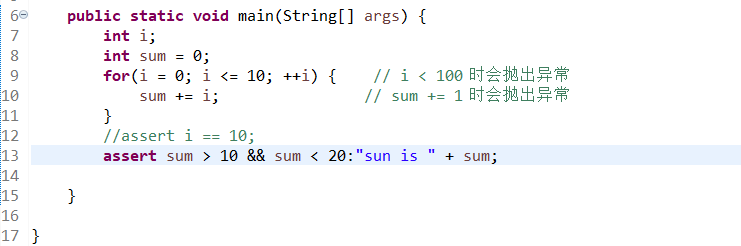 6 public static void main(String[] args) {
7 int i;
8 int sum = 0;
9 for(i = 0; i <= 10; ++i) { // i < 100 时会抛出异常
10 sum += i; // sum += 1 时会抛出异常
11 }
12 //assert i == 10;
13 assert sum > 10 && sum < 20:"sun is " + sum;
14
15 }
16
17 }